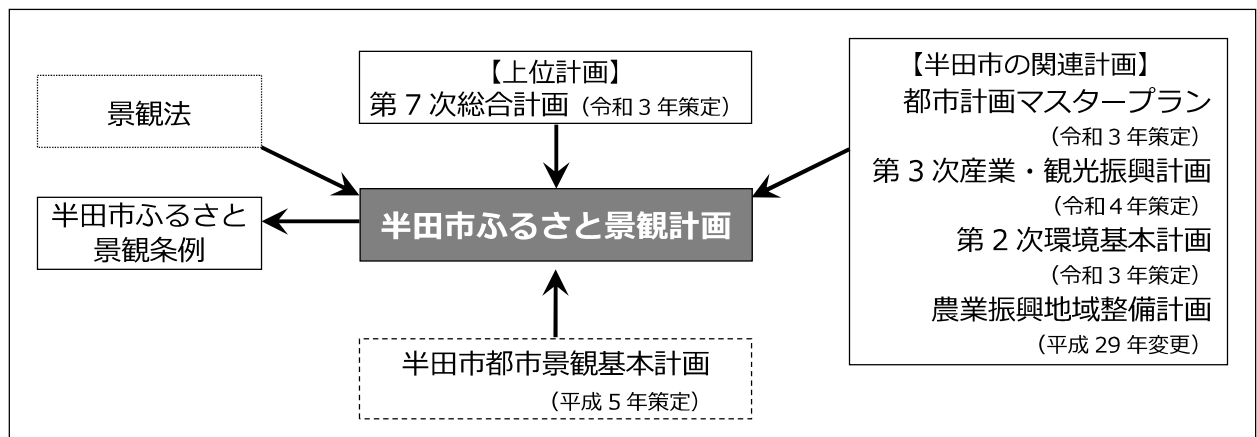 景観法
半田市ふるさと
景観条例
【上位計画】
第７次総合計画（令和３年策定）
半田市ふるさと景観計画
半田市都市景観基本計画
（平成５年策定）
【半田市の関連計画】
都市計画マスタープラン
（令和３年策定）
第３次産業・観光振興計画
（令和４年策定）
第２次環境基本計画
（令和３年策定）
農業振興地域整備計画
（平成 29 年変更）